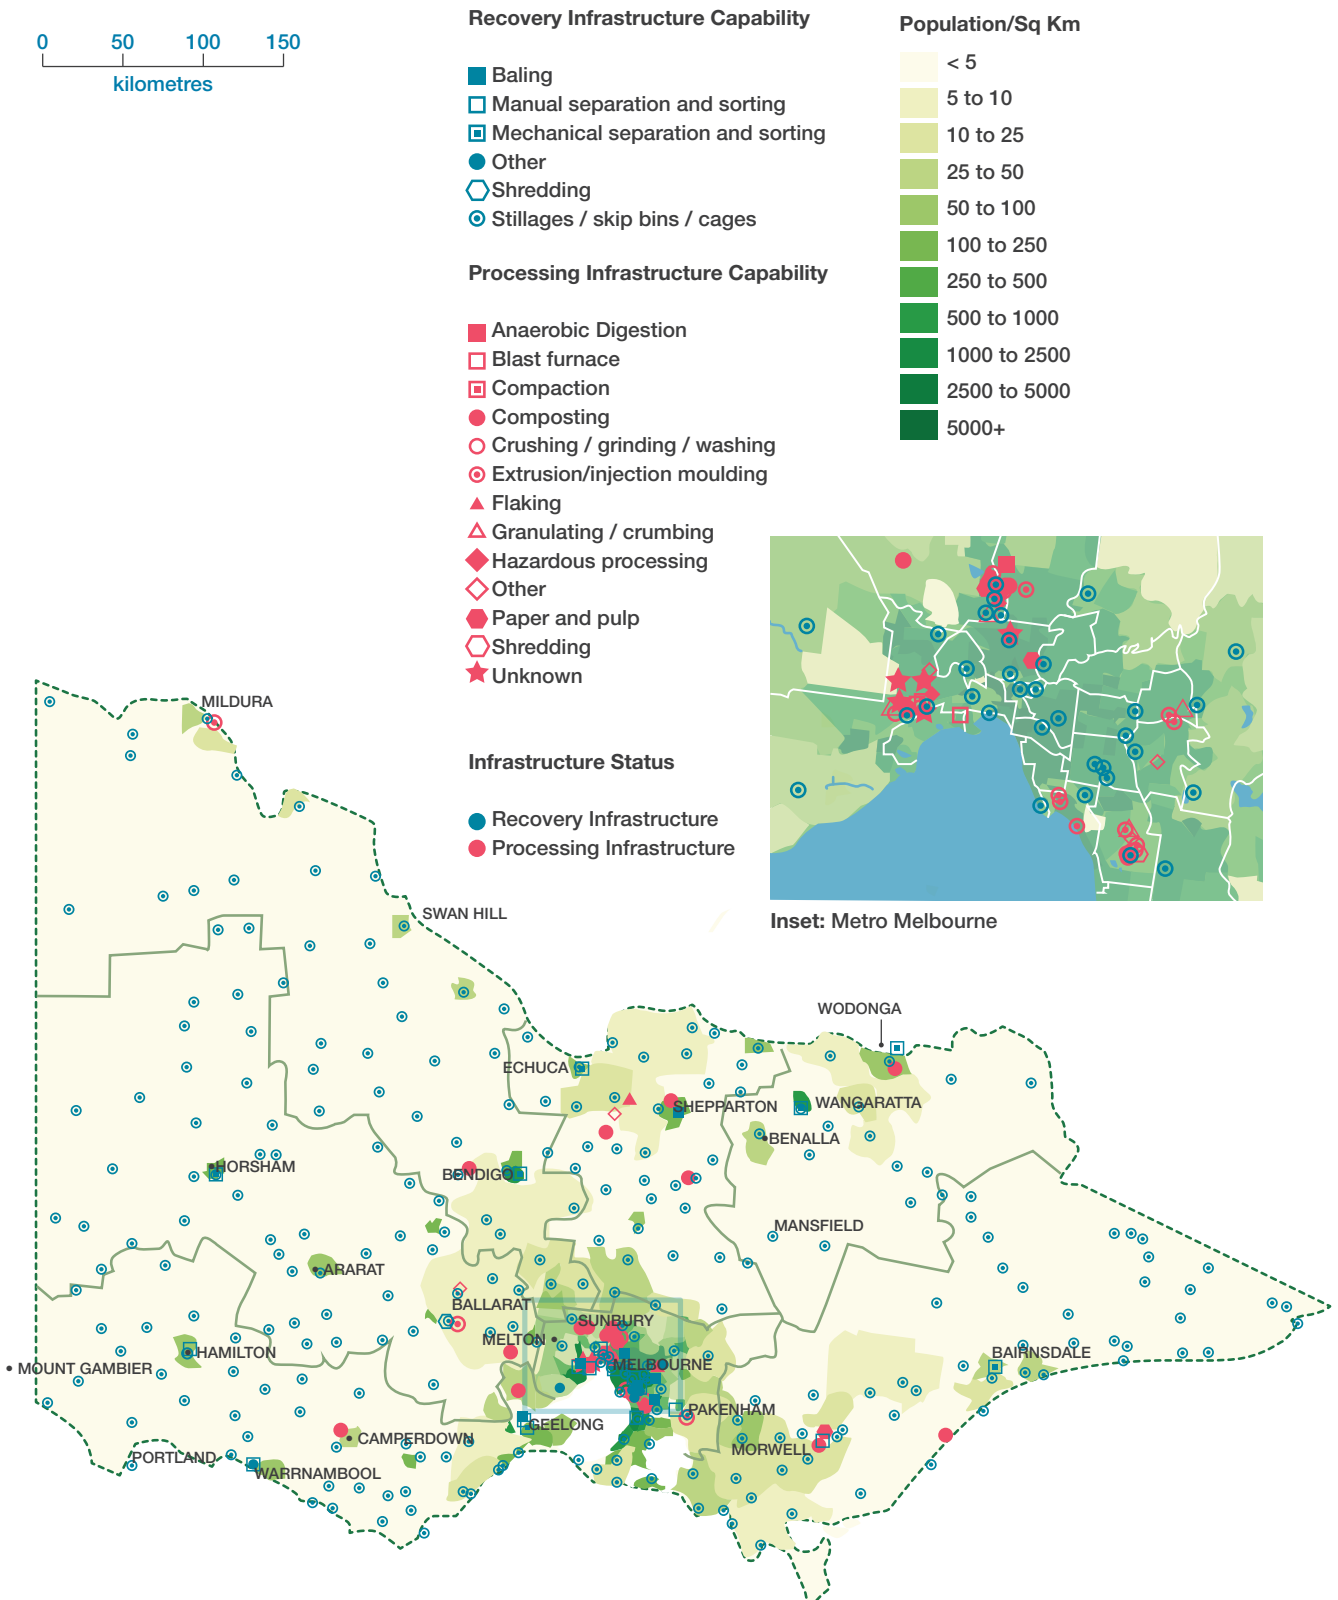 Recovery Infrastructure Capability
Baling
Manual separation and sorting
Mechanical separation and sorting
Other
Shredding
Stillages / skip bins / cages
Processing Infrastructure Capability
Anaerobic Digestion
Blast furnace
Compaction
Composting
Crushing / grinding / washing
Extrusion/injection moulding
Flaking
Granulating / crumbing
Hazardous processing
Other
Paper and pulp
Shredding
Unknown
Infrastructure Status
Recovery Infrastructure
Processing Infrastructure
Population/Sq Km
< 5
5 to 10
10 to 25
25 to 50
50 to 100
100 to 250
250 to 500
500 to 1000
1000 to 2500
2500 to 5000
5000+
0 50 100 150
kilometres
Inset: Metro Melbourne
MILDURA
SWAN HILL
WODONGA
ECHUCA
SHEPPARTON
WANGARATTA
BENALLA
HORSHAM
BENDIGO
MANSFIELD
ARARAT
BALLARAT
SUNBURY
MELTON
HAMILTON
MELBOURNE
BAIRNSDALE
MOUNT GAMBIER
PAKENHAM
GEELONG
CAMPERDOWN
MORWELL
PORTLAND
WARRNAMBOOL